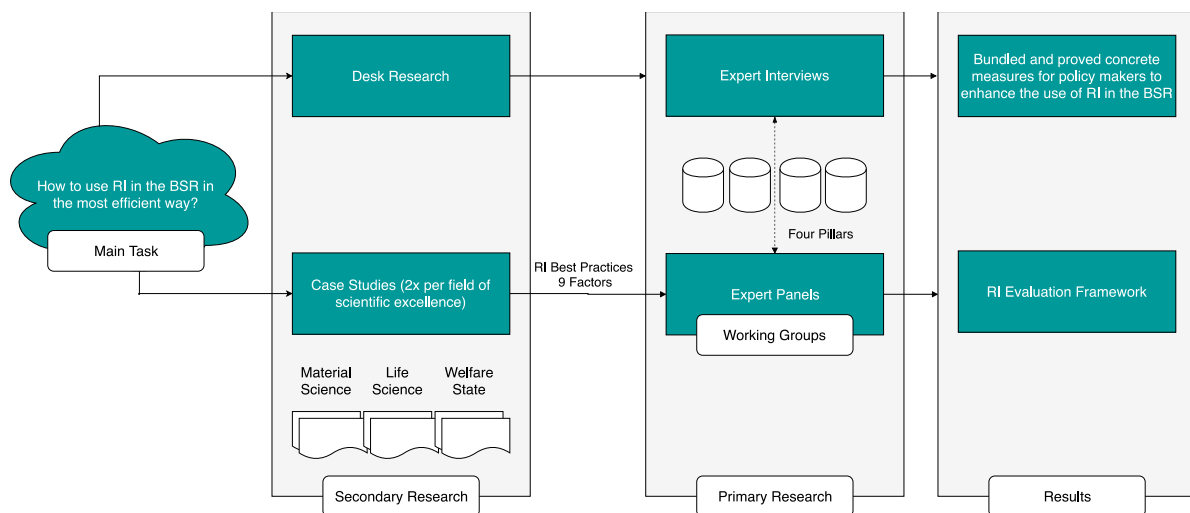 How to use RI in the BSR in
the most efficient way?
Main Task
Desk Research
Case Studies (2x per field of
scientific excellence)
Material
Science
Life
Science
Welfare
State
Secondary Research
RI Best Practices
9 Factors
Expert Interviews
Four Pillars
Expert Panels
Working Groups
Primary Research
Bundled and proved concrete
measures for policy makers to
enhance the use of RI in the BSR
RI Evaluation Framework
Results